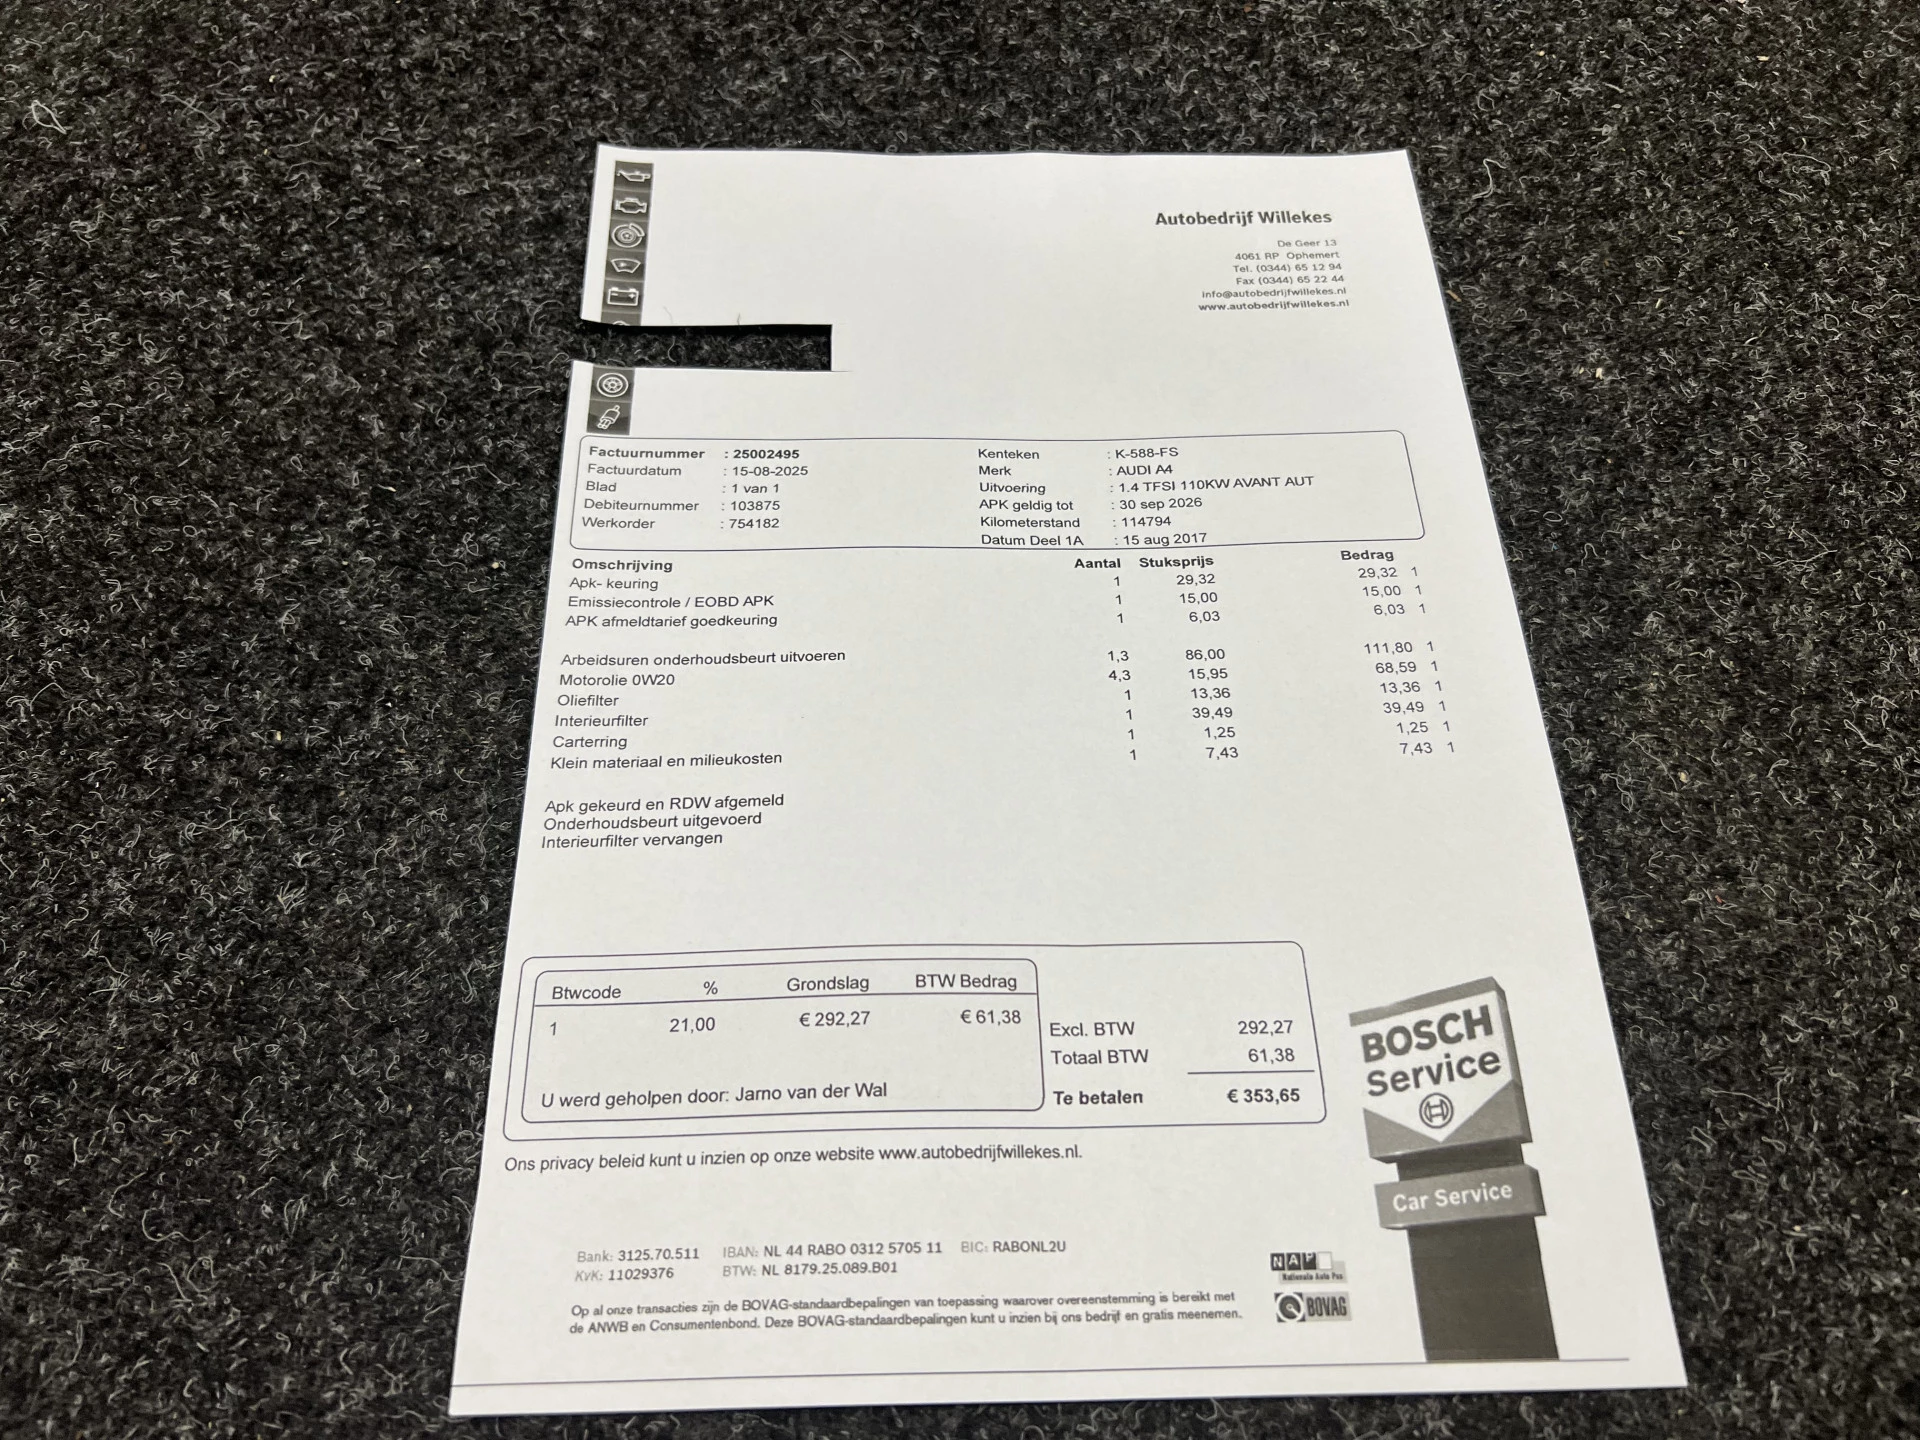 Autobedrijf Willekes
De Geer 13
4061 RP Ophemert
Tel. (0344) 65 12 94
Fax (0344) 65 22 44
info@autobedrijfwillekes.nl
www.autobedrijfwillekes.nl
Factuurnummer : 25002495
Factuurdatum : 15-08-2025
Blad : 1 van 1
Debiteurnummer : 103875
Werkorder : 754182
Kenteken : K-588-FS
Merk : AUDI A4
Uitvoering : 1.4 TFSI 110KW AVANT AUT
APK geldig tot : 30 sep 2026
Kilometerstand : 114794
Datum Deel 1A : 15 aug 2017
Omschrijving Aantal Stuksprijs Bedrag
Apk- keuring 1 29,32 29,32 1
Emissiecontrole / EOBD APK 1 15,00 15,00 1
APK afmeldtarief goedkeuring 1 6,03 6,03 1
Arbeidsuren onderhoudsbeurt uitvoeren 1,3 86,00 111,80 1
Motorolie 0W20 4,3 15,95 68,59 1
Oliefilter 1 13,36 13,36 1
Interieurfilter 1 39,49 39,49 1
Carterring 1 1,25 1,25 1
Klein materiaal en milieukosten 1 7,43 7,43 1
Apk gekeurd en RDW afgemeld
Onderhoudsbeurt uitgevoerd
Interieurfilter vervangen
Btwcode % Grondslag BTW Bedrag
1 21,00 € 292,27 € 61,38
U werd geholpen door: Jarno van der Wal
Excl. BTW 292,27
Totaal BTW 61,38
Te betalen € 353,65
BOSCH
Service
Car Service
Ons privacy beleid kunt u inzien op onze website www.autobedrijfwillekes.nl.
Bank: 3125.70.511 IBAN: NL 44 RABO 0312 5705 11 BIC: RABONL2U
KvK: 11029376 BTW: NL 8179.25.089.B01
NAP
Nationale Auto Pas
BOVAG
Op al onze transacties zijn de BOVAG-standaardbepalingen van toepassing waarover overeenstemming is bereikt met
de ANWB en Consumentenbond. Deze BOVAG-standaardbepalingen kunt u inzien bij ons bedrijf en gratis meenemen.